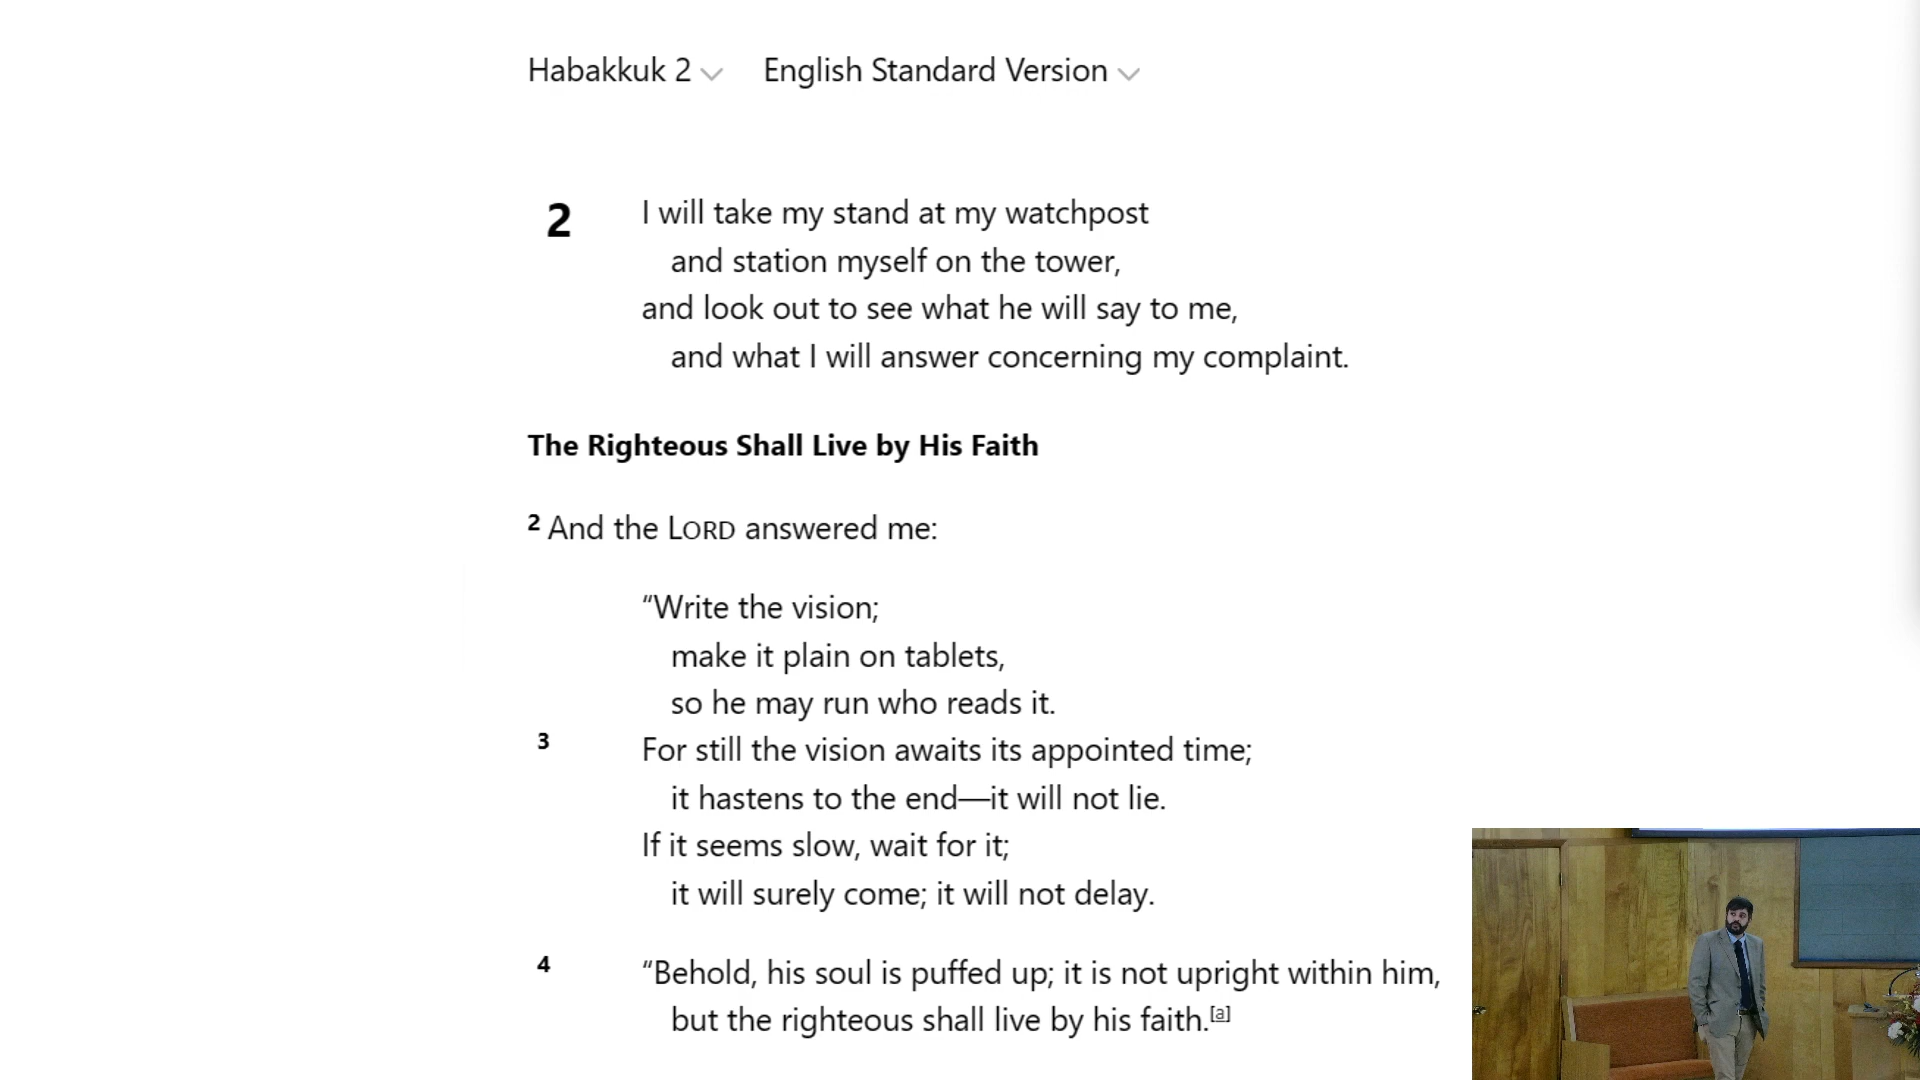 Habakkuk 2 English Standard Version
2 I will take my stand at my watchpost
and station myself on the tower,
and look out to see what he will say to me,
and what I will answer concerning my complaint.
The Righteous Shall Live by His Faith
2 And the LORD answered me:
“Write the vision;
make it plain on tablets,
so he may run who reads it.
3 For still the vision awaits its appointed time;
it hastens to the end—it will not lie.
If it seems slow, wait for it;
it will surely come; it will not delay.
4 “Behold, his soul is puffed up; it is not upright within him,
but the righteous shall live by his faith.[a]